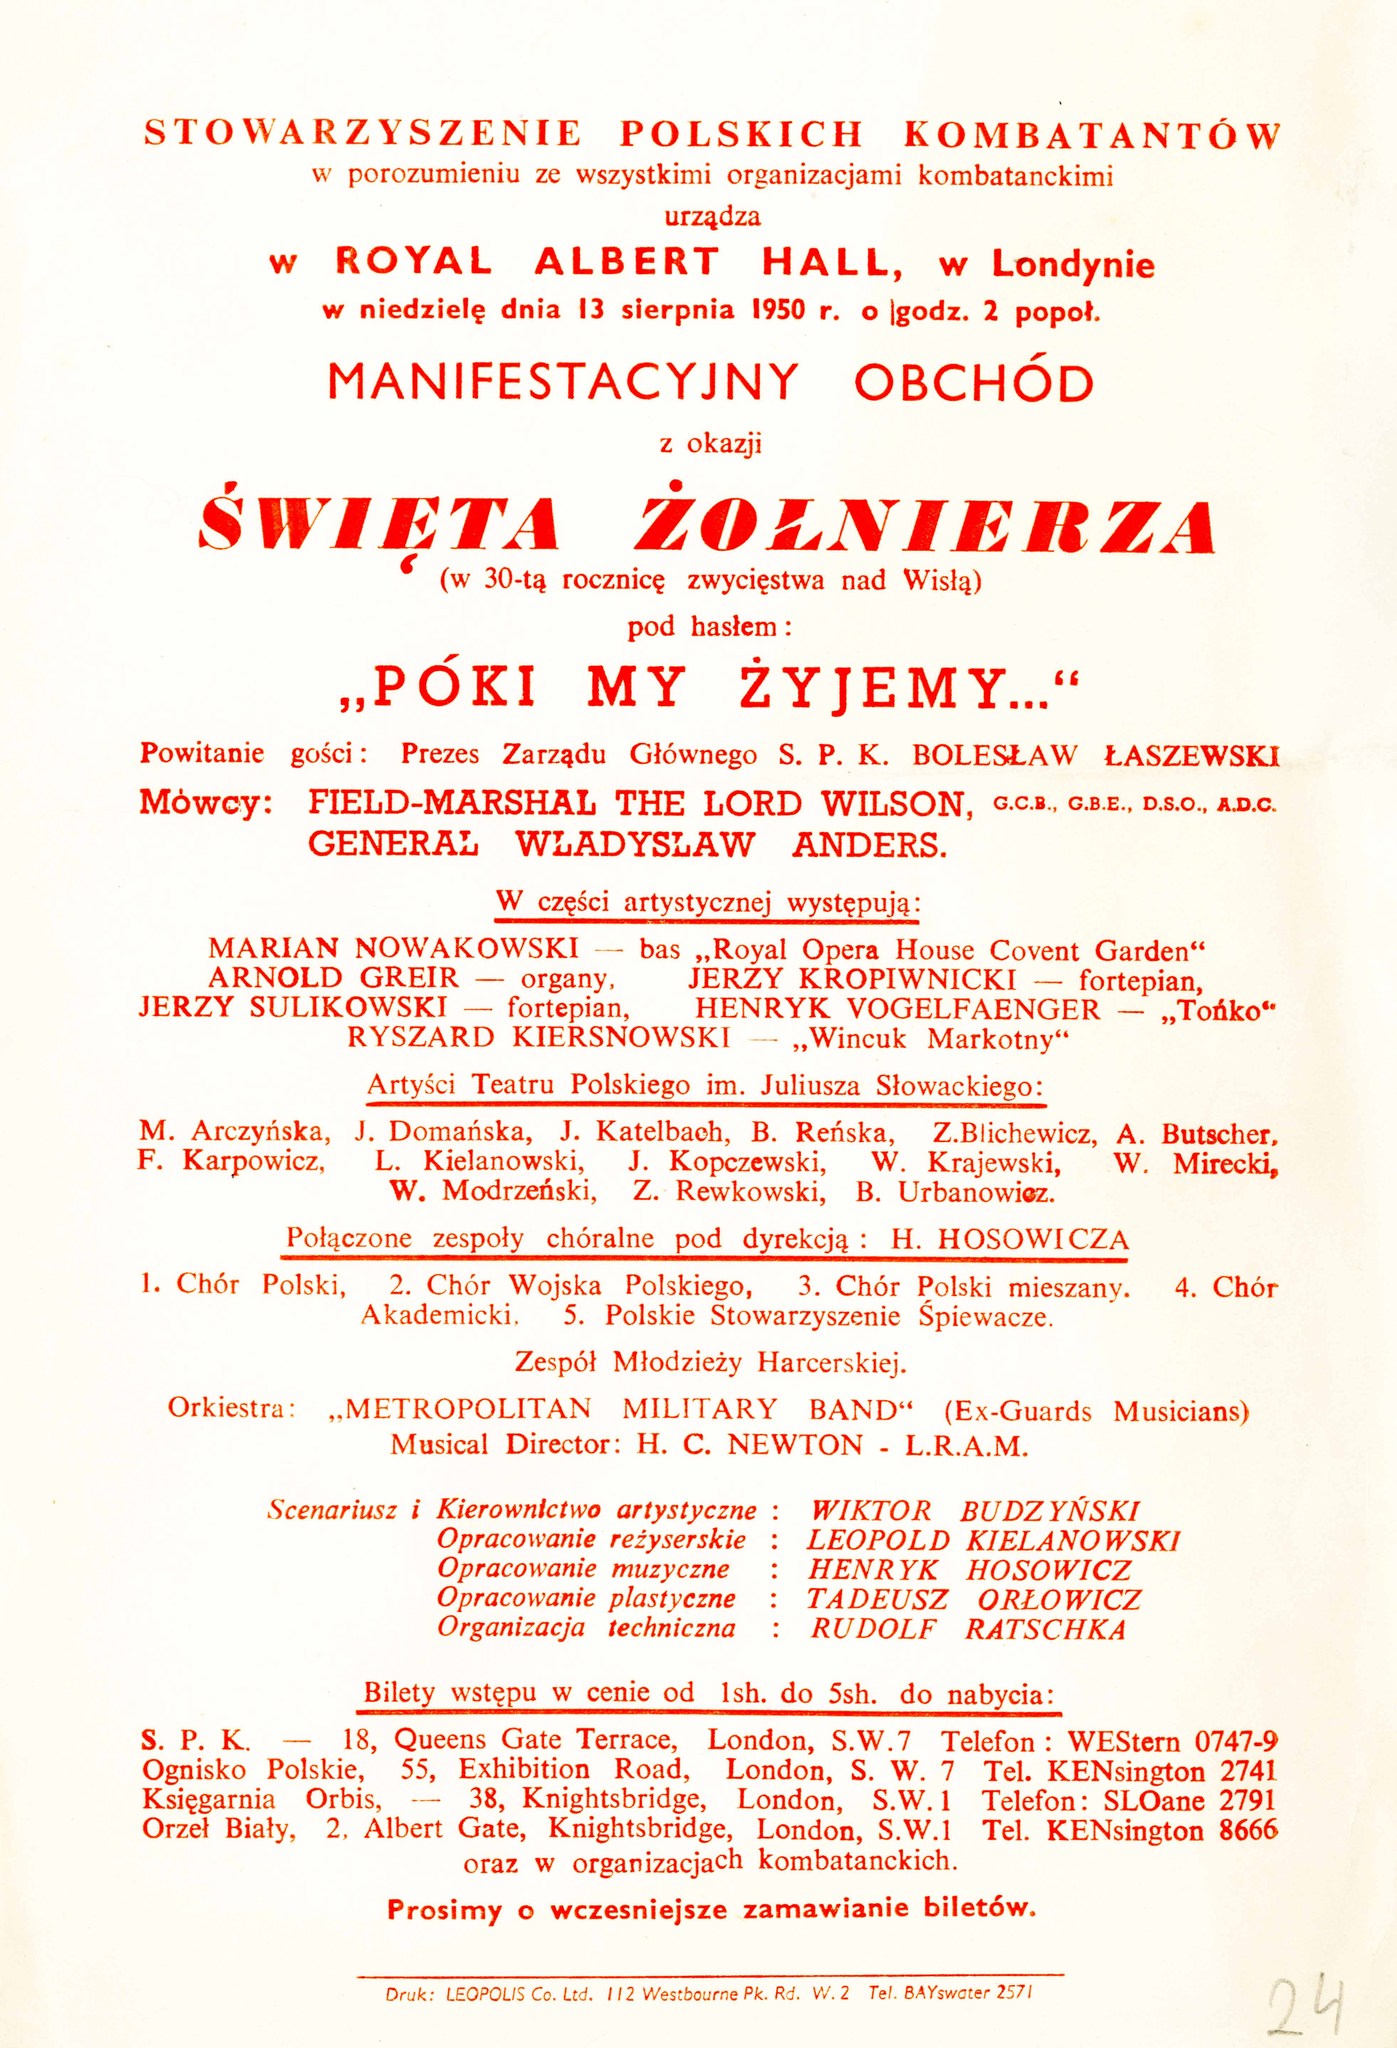 STOWARZYSZENIE POLSKICH KOMBATANTÓW
w porozumieniu ze wszystkimi organizacjami kombatanckimi
urządza
w ROYAL ALBERT HALL, w Londynie
w niedzielę dnia 13 sierpnia 1950 r. o godz. 2 popoł.
MANIFESTACYJNY OBCHÓD
z okazji
ŚWIĘTA ŻOŁNIERZA
(w 30-tą rocznicę zwycięstwa nad Wisłą)
pod hasłem :
„PÓKI MY ŻYJEMY...“
Powitanie gości : Prezes Zarządu Głównego S. P. K. BOLESŁAW ŁASZEWSKI
Mówcy: FIELD-MARSHAL THE LORD WILSON, G.C.B., G.B.E., D.S.O., A.D.C.
GENERAŁ WŁADYSŁAW ANDERS.
W części artystycznej występują:
MARIAN NOWAKOWSKI — bas „Royal Opera House Covent Garden“
ARNOLD GREIR — organy, JERZY KROPIWNICKI — fortepian,
JERZY SULIKOWSKI — fortepian, HENRYK VOGELFAENGER — „Tońko“
RYSZARD KIERSNOWSKI — „Wincuk Markotny“
Artyści Teatru Polskiego im. Juliusza Słowackiego:
M. Arczyńska, J. Domańska, J. Katelbach, B. Reńska, Z.Blichewicz, A. Butscher,
F. Karpowicz, L. Kielanowski, J. Kopczewski, W. Krajewski, W. Mirecki,
W. Modrzeński, Z. Rewkowski, B. Urbanowicz.
Połączone zespoły chóralne pod dyrekcją : H. HOSOWICZA
1. Chór Polski, 2. Chór Wojska Polskiego, 3. Chór Polski mieszany. 4. Chór
Akademicki. 5. Polskie Stowarzyszenie Śpiewacze.
Zespół Młodzieży Harcerskiej.
Orkiestra: „METROPOLITAN MILITARY BAND“ (Ex-Guards Musicians)
Musical Director: H. C. NEWTON - L.R.A.M.
Scenariusz i Kierownictwo artystyczne : WIKTOR BUDZYŃSKI
Opracowanie reżyserskie : LEOPOLD KIELANOWSKI
Opracowanie muzyczne : HENRYK HOSOWICZ
Opracowanie plastyczne : TADEUSZ ORŁOWICZ
Organizacja techniczna : RUDOLF RATSCHKA
Bilety wstępu w cenie od 1sh. do 5sh. do nabycia:
S. P. K. — 18, Queens Gate Terrace, London, S.W.7 Telefon : WEStern 0747-9
Ognisko Polskie, 55, Exhibition Road, London, S. W. 7 Tel. KENsington 2741
Księgarnia Orbis, — 38, Knightsbridge, London, S.W.1 Telefon: SLOane 2791
Orzeł Biały, 2, Albert Gate, Knightsbridge, London, S.W.1 Tel. KENsington 8666
oraz w organizacjach kombatanckich.
Prosimy o wczesniejsze zamawianie biletów.
Druk: LEOPOLIS Co. Ltd. 112 Westbourne Pk. Rd. W. 2 Tel. BAYswater 2571
24